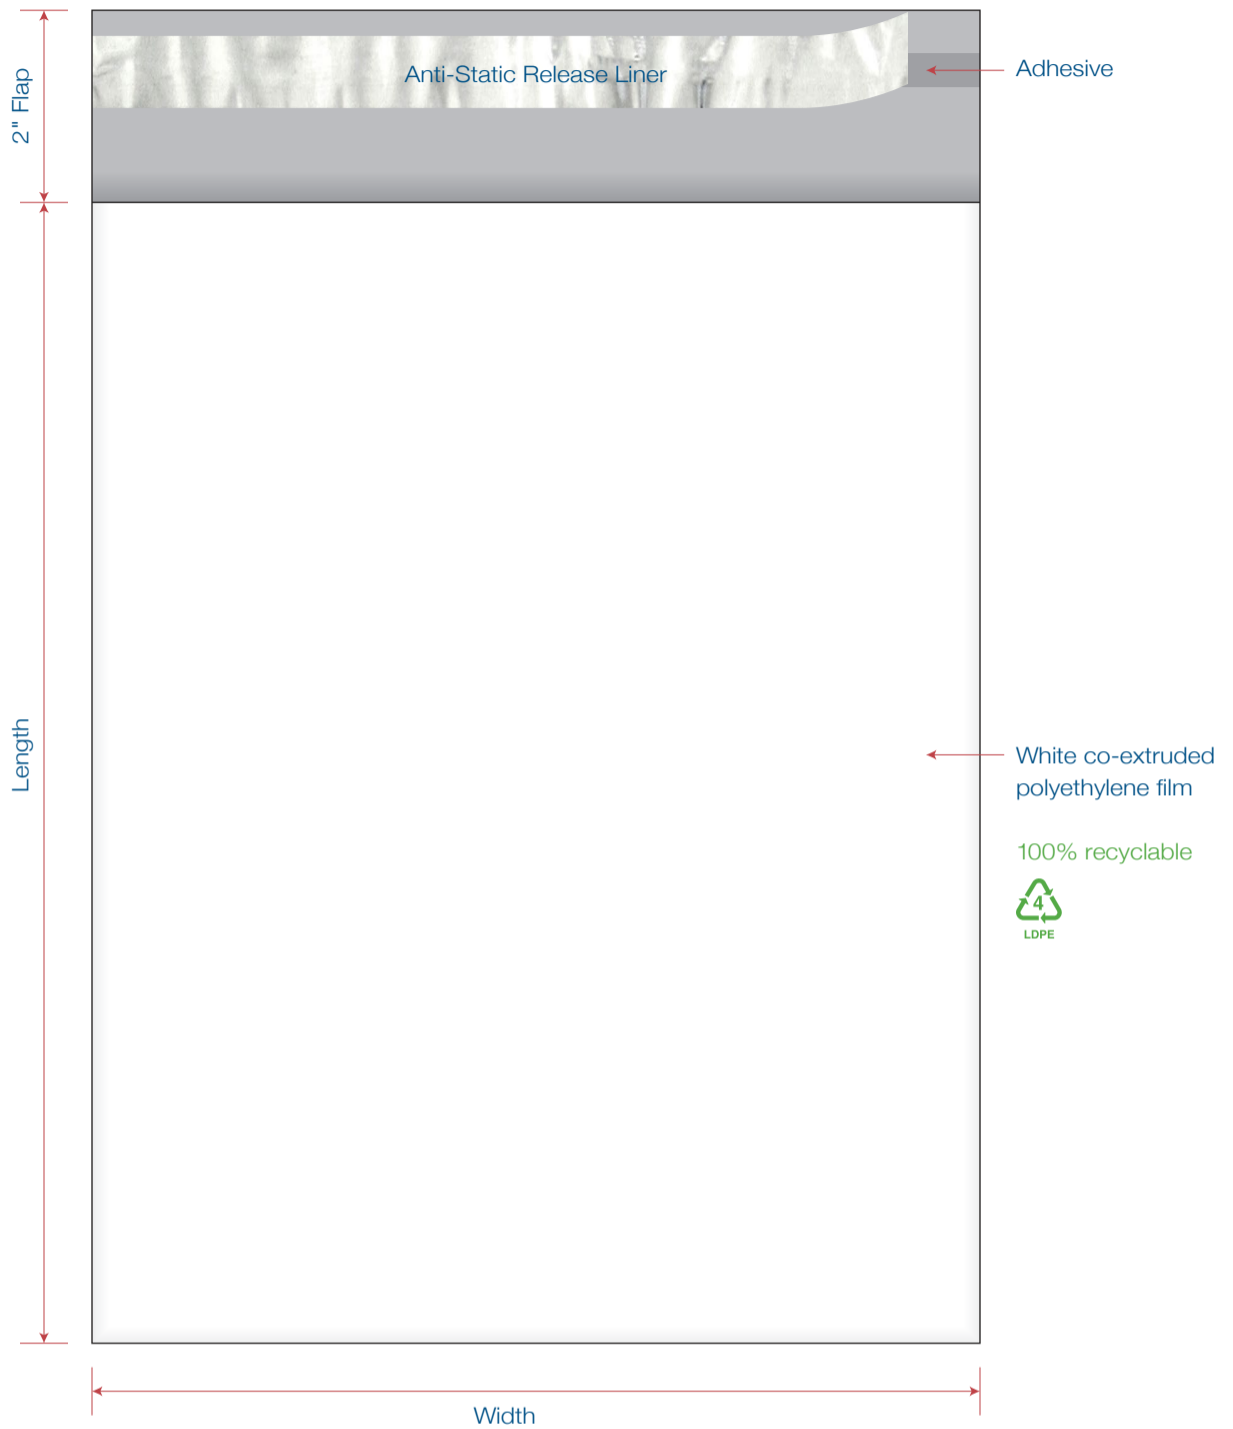 2" Flap
Anti-Static Release Liner
Adhesive
Length
White co-extruded
polyethylene film
100% recyclable
4
LDPE
Width